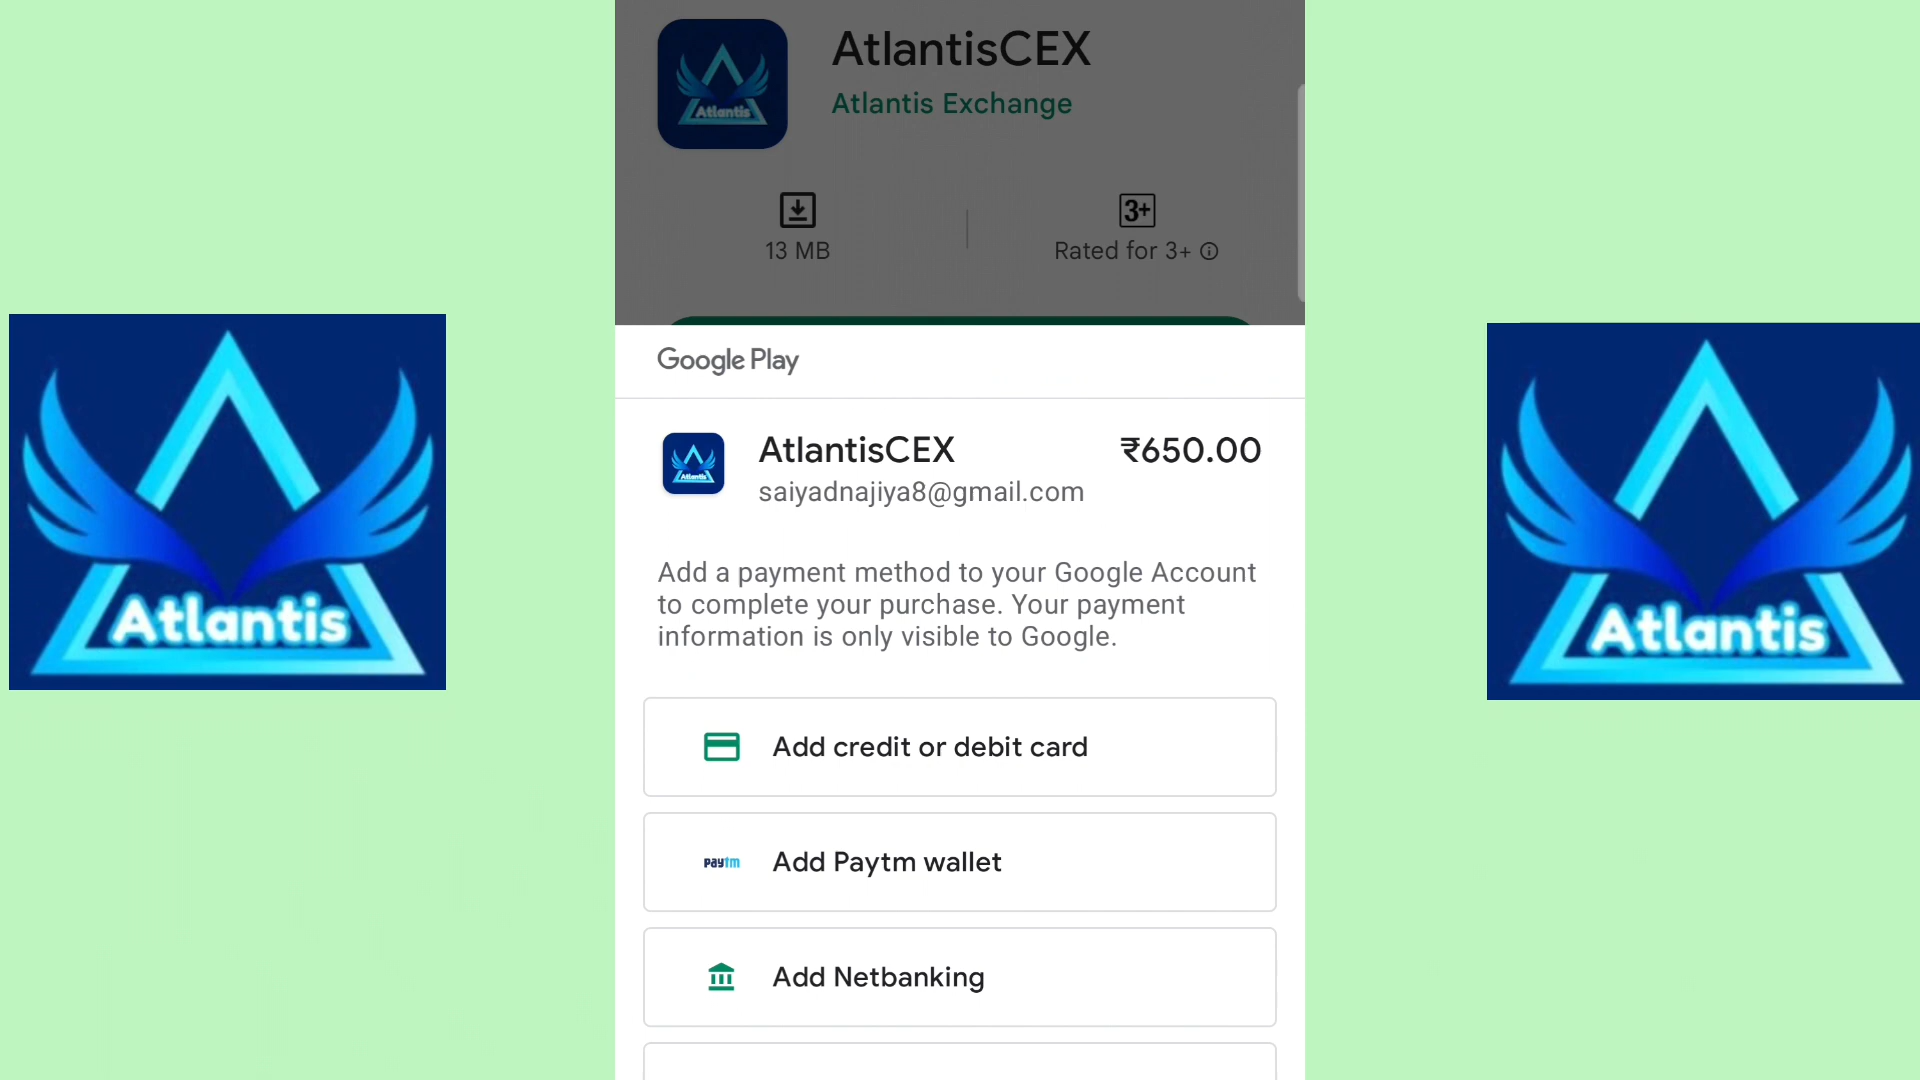 AtlantisCEX
Atlantis Exchange
Atlantis
3+
13 MB
Rated for 3+
Google Play
AtlantisCEX
₹650.00
saiyadnajiya8@gmail.com
Atlantis
Add a payment method to your Google Account
to complete your purchase. Your payment
information is only visible to Google.
Atlantis
Atlantis
Add credit or debit card
paytm
Add Paytm wallet
Add Netbanking